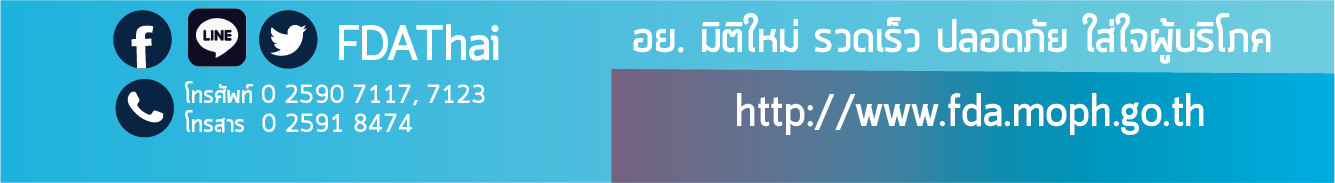 LINE
FDAThai
โทรศัพท์ 0 2590 7117, 7123
โทรสาร 0 2591 8474
อย. มิติใหม่ รวดเร็ว ปลอดภัย ใส่ใจผู้บริโภค
http://www.fda.moph.go.th